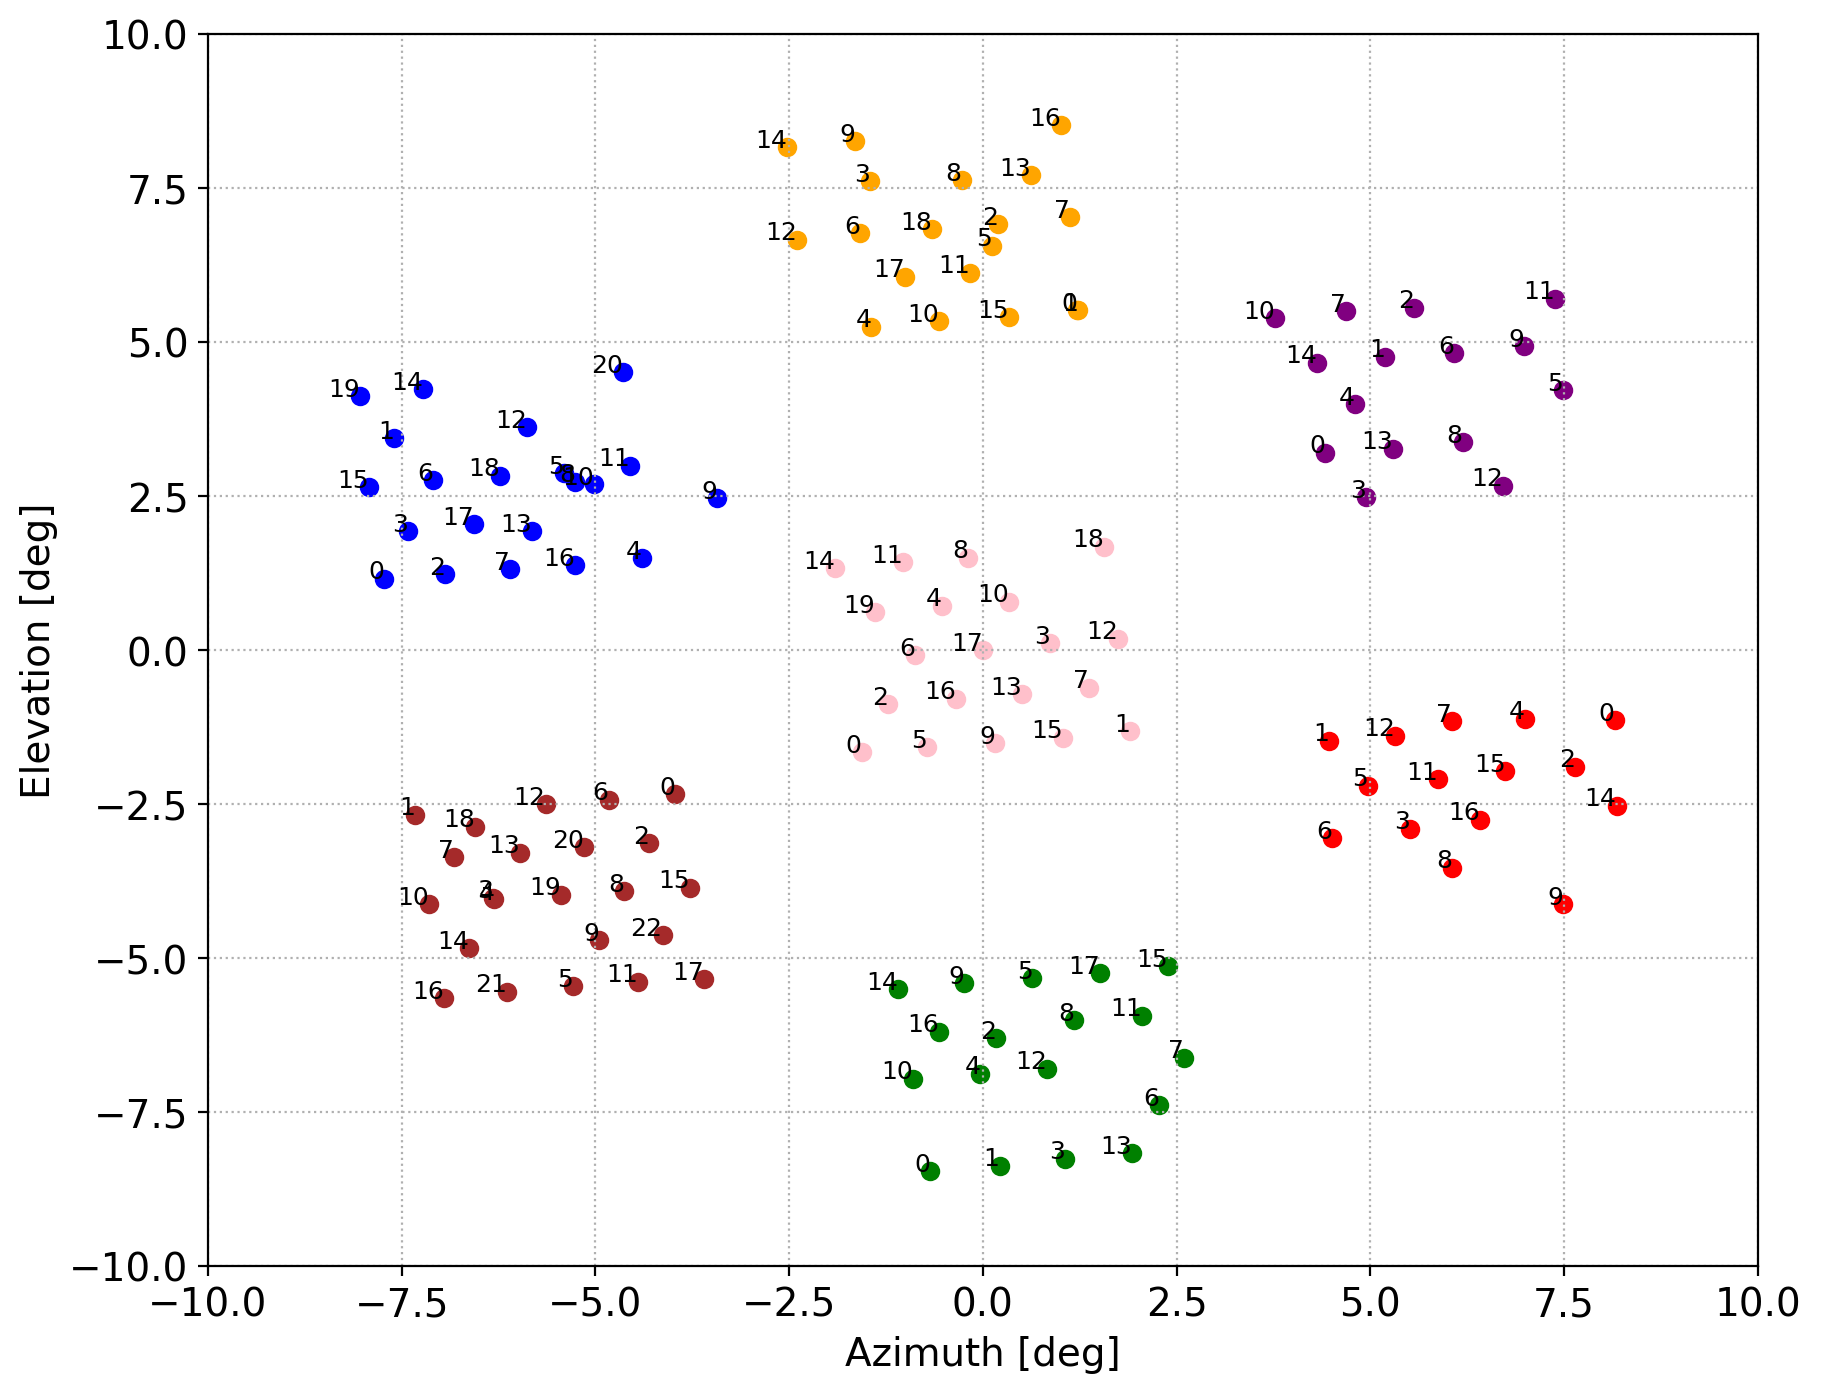 10.0
7.5
5.0
2.5
0.0
−2.5
−5.0
−7.5
−10.0
Elevation [deg]
16
14 9
3 8 13
12 6 18 2 7
5
17 11
4 10 15 0 1
10 7 2 11
14 1 6 9
4 5
0 13 8
3 12
20
19 14
1 12
15 6 18 5 10 11
9
3 17 13
0 2 7 16 4
14 11 8 18
19 4 10
6 17 3 12
2 16 13 7
0 5 9 15 1
1 12 7 4 0
5 11 15 2
6 3 16 14
8
9
1 12 6 0
18
7 13 20 2
10 4 19 8 15
14 9 22
16 21 5 11 17
14 9 5 17 15
16 2 8 11
10 4 12 7
6
0 1 3 13
−10.0 −7.5 −5.0 −2.5 0.0 2.5 5.0 7.5 10.0
Azimuth [deg]